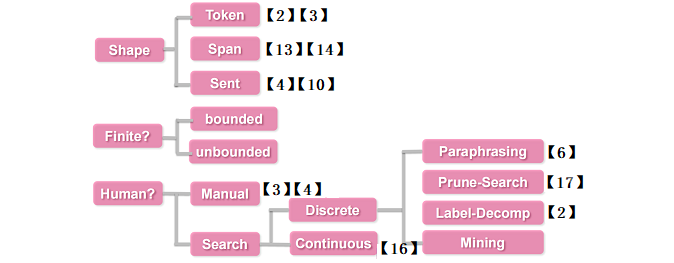 Token 【2】【3】
Shape
Span 【13】【14】
Sent 【4】【10】
bounded
Finite?
unbounded
Paraphrasing 【6】
Prune-Search 【17】
Human?
Manual 【3】【4】
Discrete
Label-Decomp 【2】
Search
Continuous 【16】
Mining